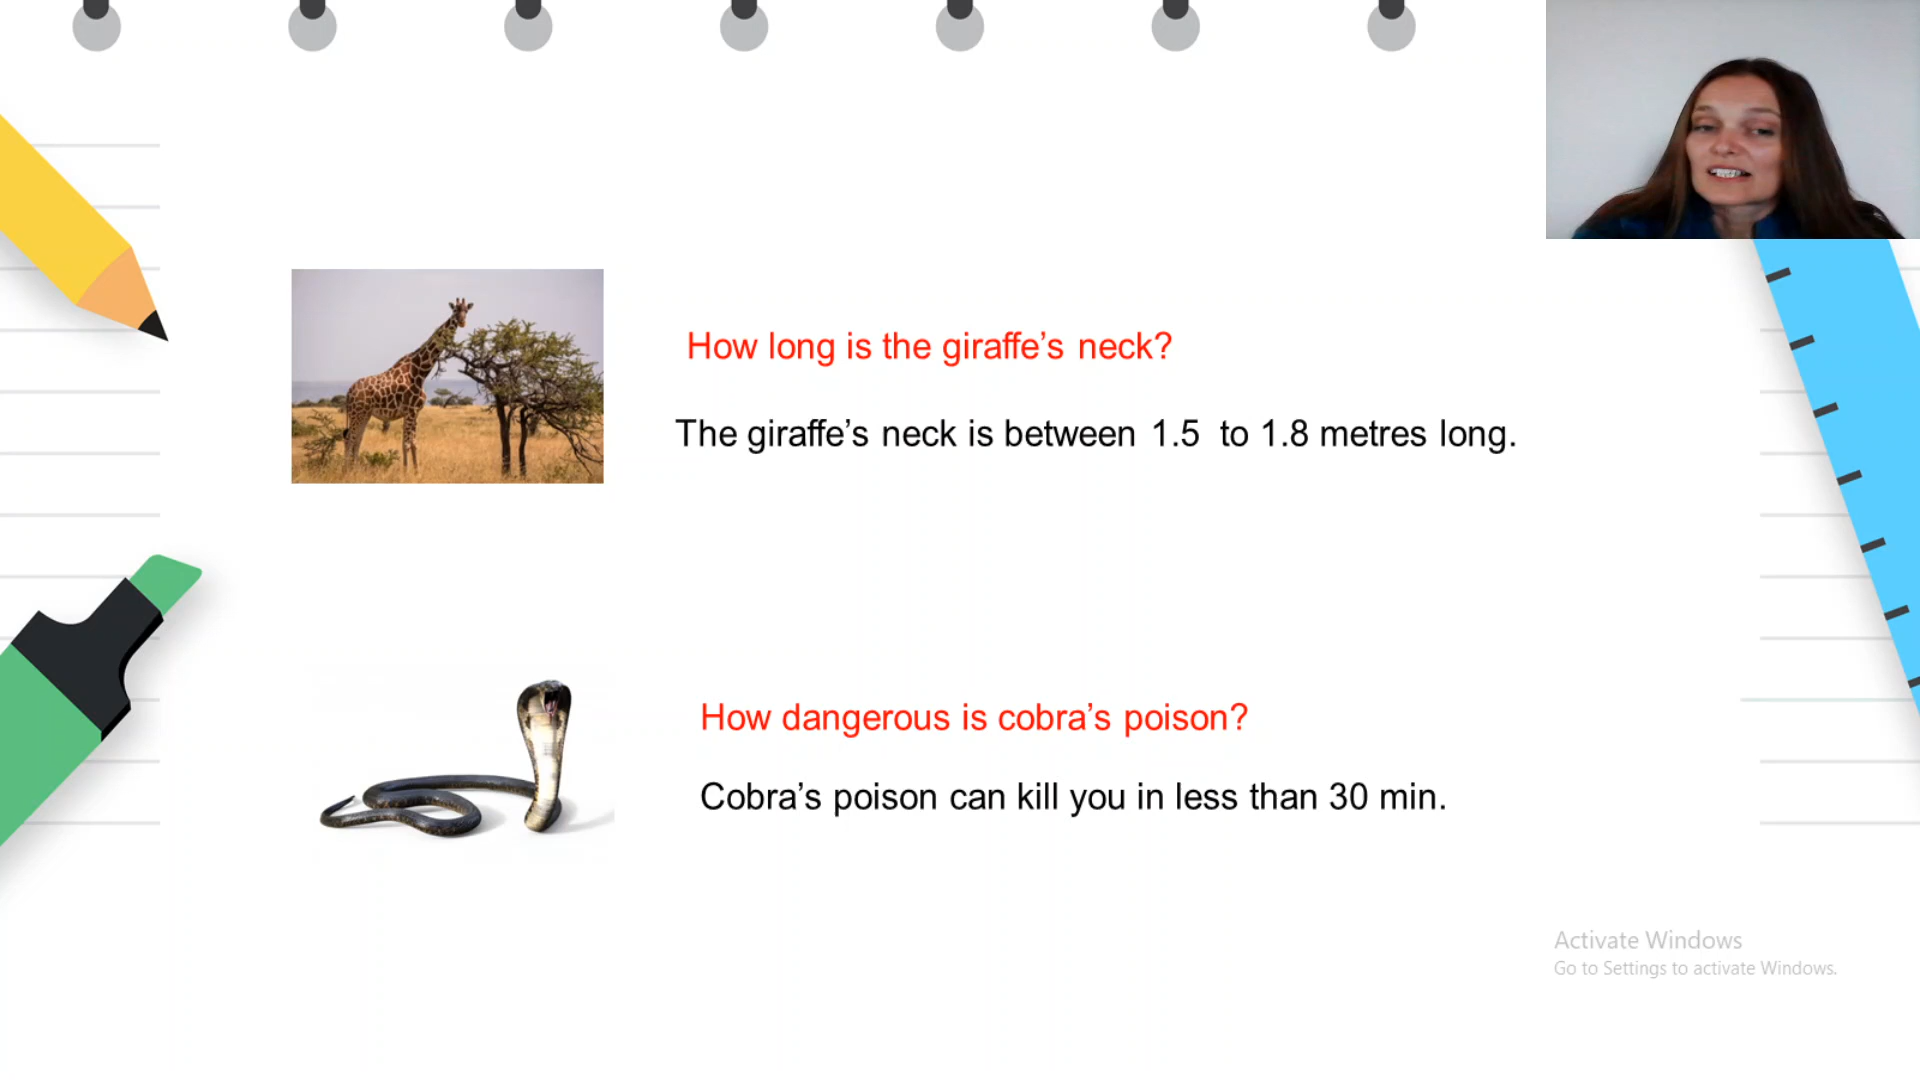 How long is the giraffe's neck?
The giraffe's neck is between 1.5 to 1.8 metres long.
How dangerous is cobra's poison?
Cobra's poison can kill you in less than 30 min.
Activate Windows
Go to Settings to activate Windows.